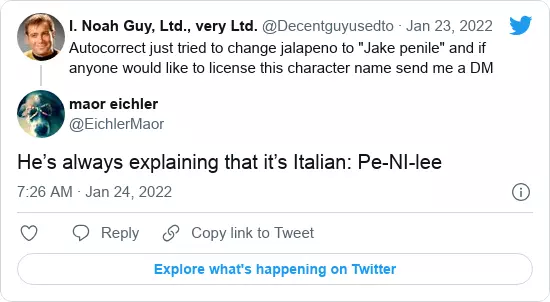 I. Noah Guy, Ltd., very Ltd. @Decentguyusedto · Jan 23, 2022
Autocorrect just tried to change jalapeno to "Jake penile" and if
anyone would like to license this character name send me a DM
maor eichler
@EichlerMaor
He’s always explaining that it’s Italian: Pe-NI-lee
7:26 AM · Jan 24, 2022
Reply Copy link to Tweet
Explore what's happening on Twitter